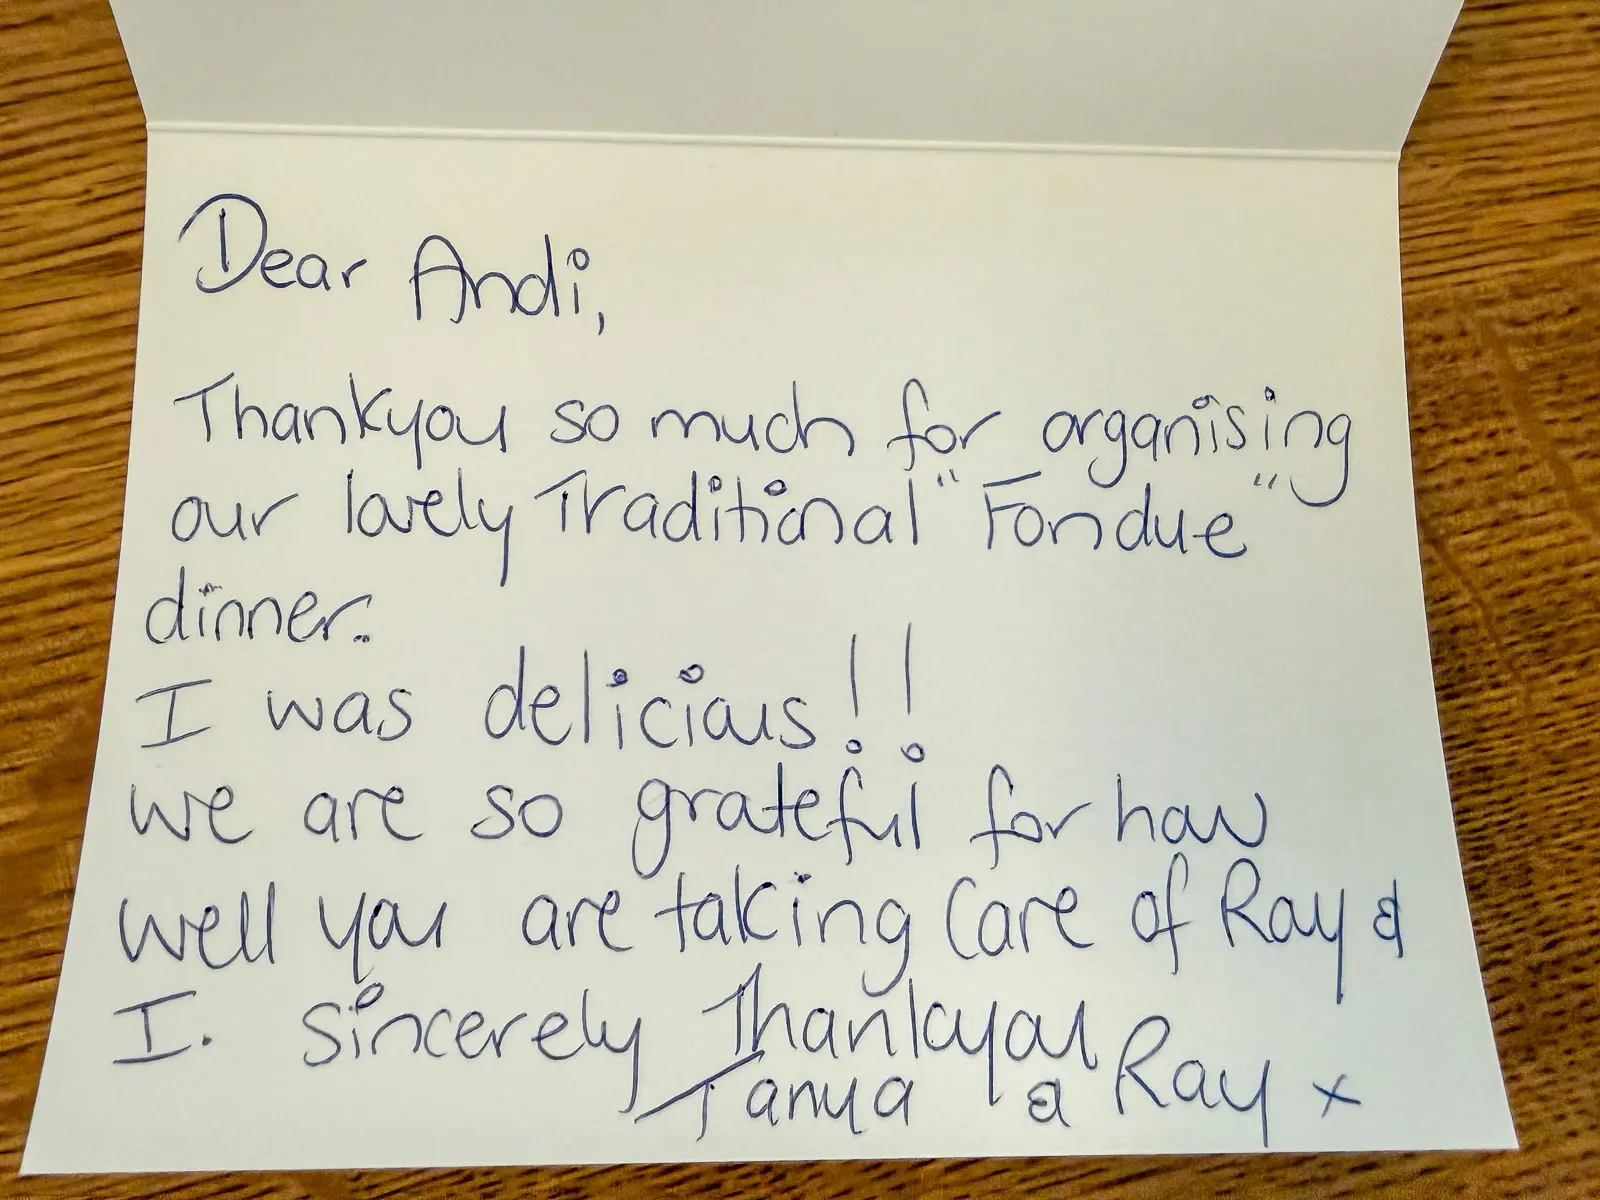 Dear Andi,
Thankyou so much for organising
our lovely Traditional "Fondue"
dinner.
I was delicious!!
we are so grateful for how
well you are taking care of Ray &
I. sincerely Thankyou
Tanya & Ray x